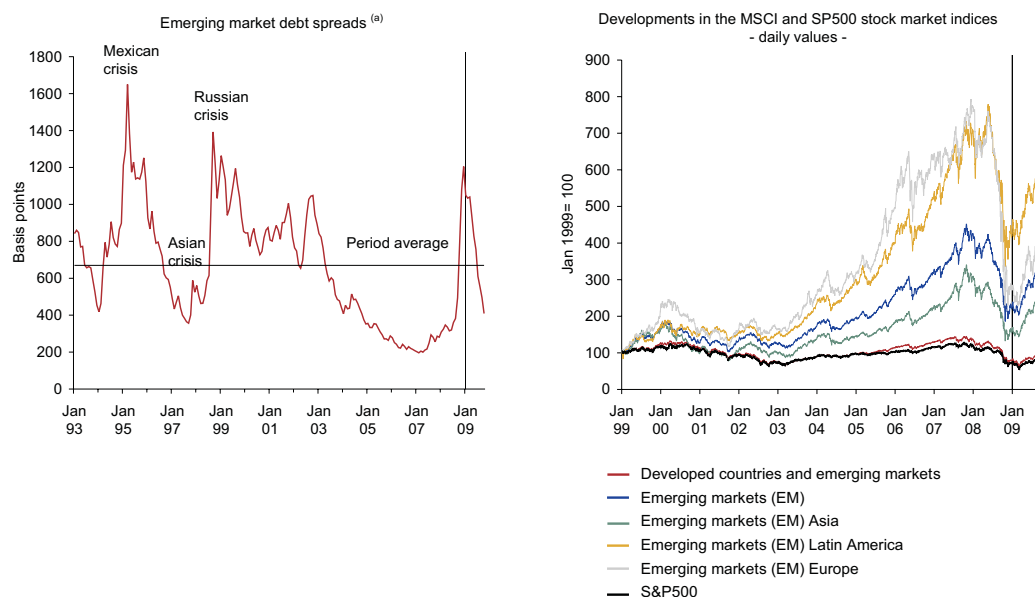 Emerging market debt spreads (a)
Basis points
1800
1600
1400
1200
1000
800
600
400
200
0
Mexican
crisis
Russian
crisis
Asian
crisis
Period average
Jan
93
Jan
95
Jan
97
Jan
99
Jan
01
Jan
03
Jan
05
Jan
07
Jan
09
Developments in the MSCI and SP500 stock market indices
- daily values -
Jan 1999= 100
900
800
700
600
500
400
300
200
100
0
Jan
99
Jan
00
Jan
01
Jan
02
Jan
03
Jan
04
Jan
05
Jan
06
Jan
07
Jan
08
Jan
09
Developed countries and emerging markets
Emerging markets (EM)
Emerging markets (EM) Asia
Emerging markets (EM) Latin America
Emerging markets (EM) Europe
S&P500